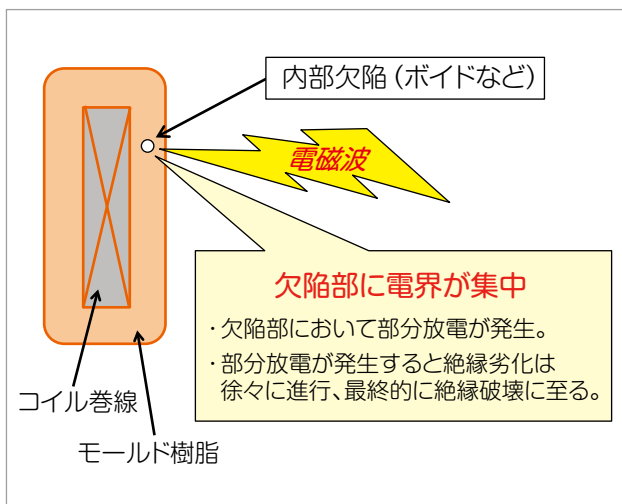 内部欠陥（ボイドなど）
電磁波
欠陥部に電界が集中
・欠陥部において部分放電が発生。
・部分放電が発生すると絶縁劣化は
徐々に進行、最終的に絶縁破壊に至る。
コイル巻線
モールド樹脂